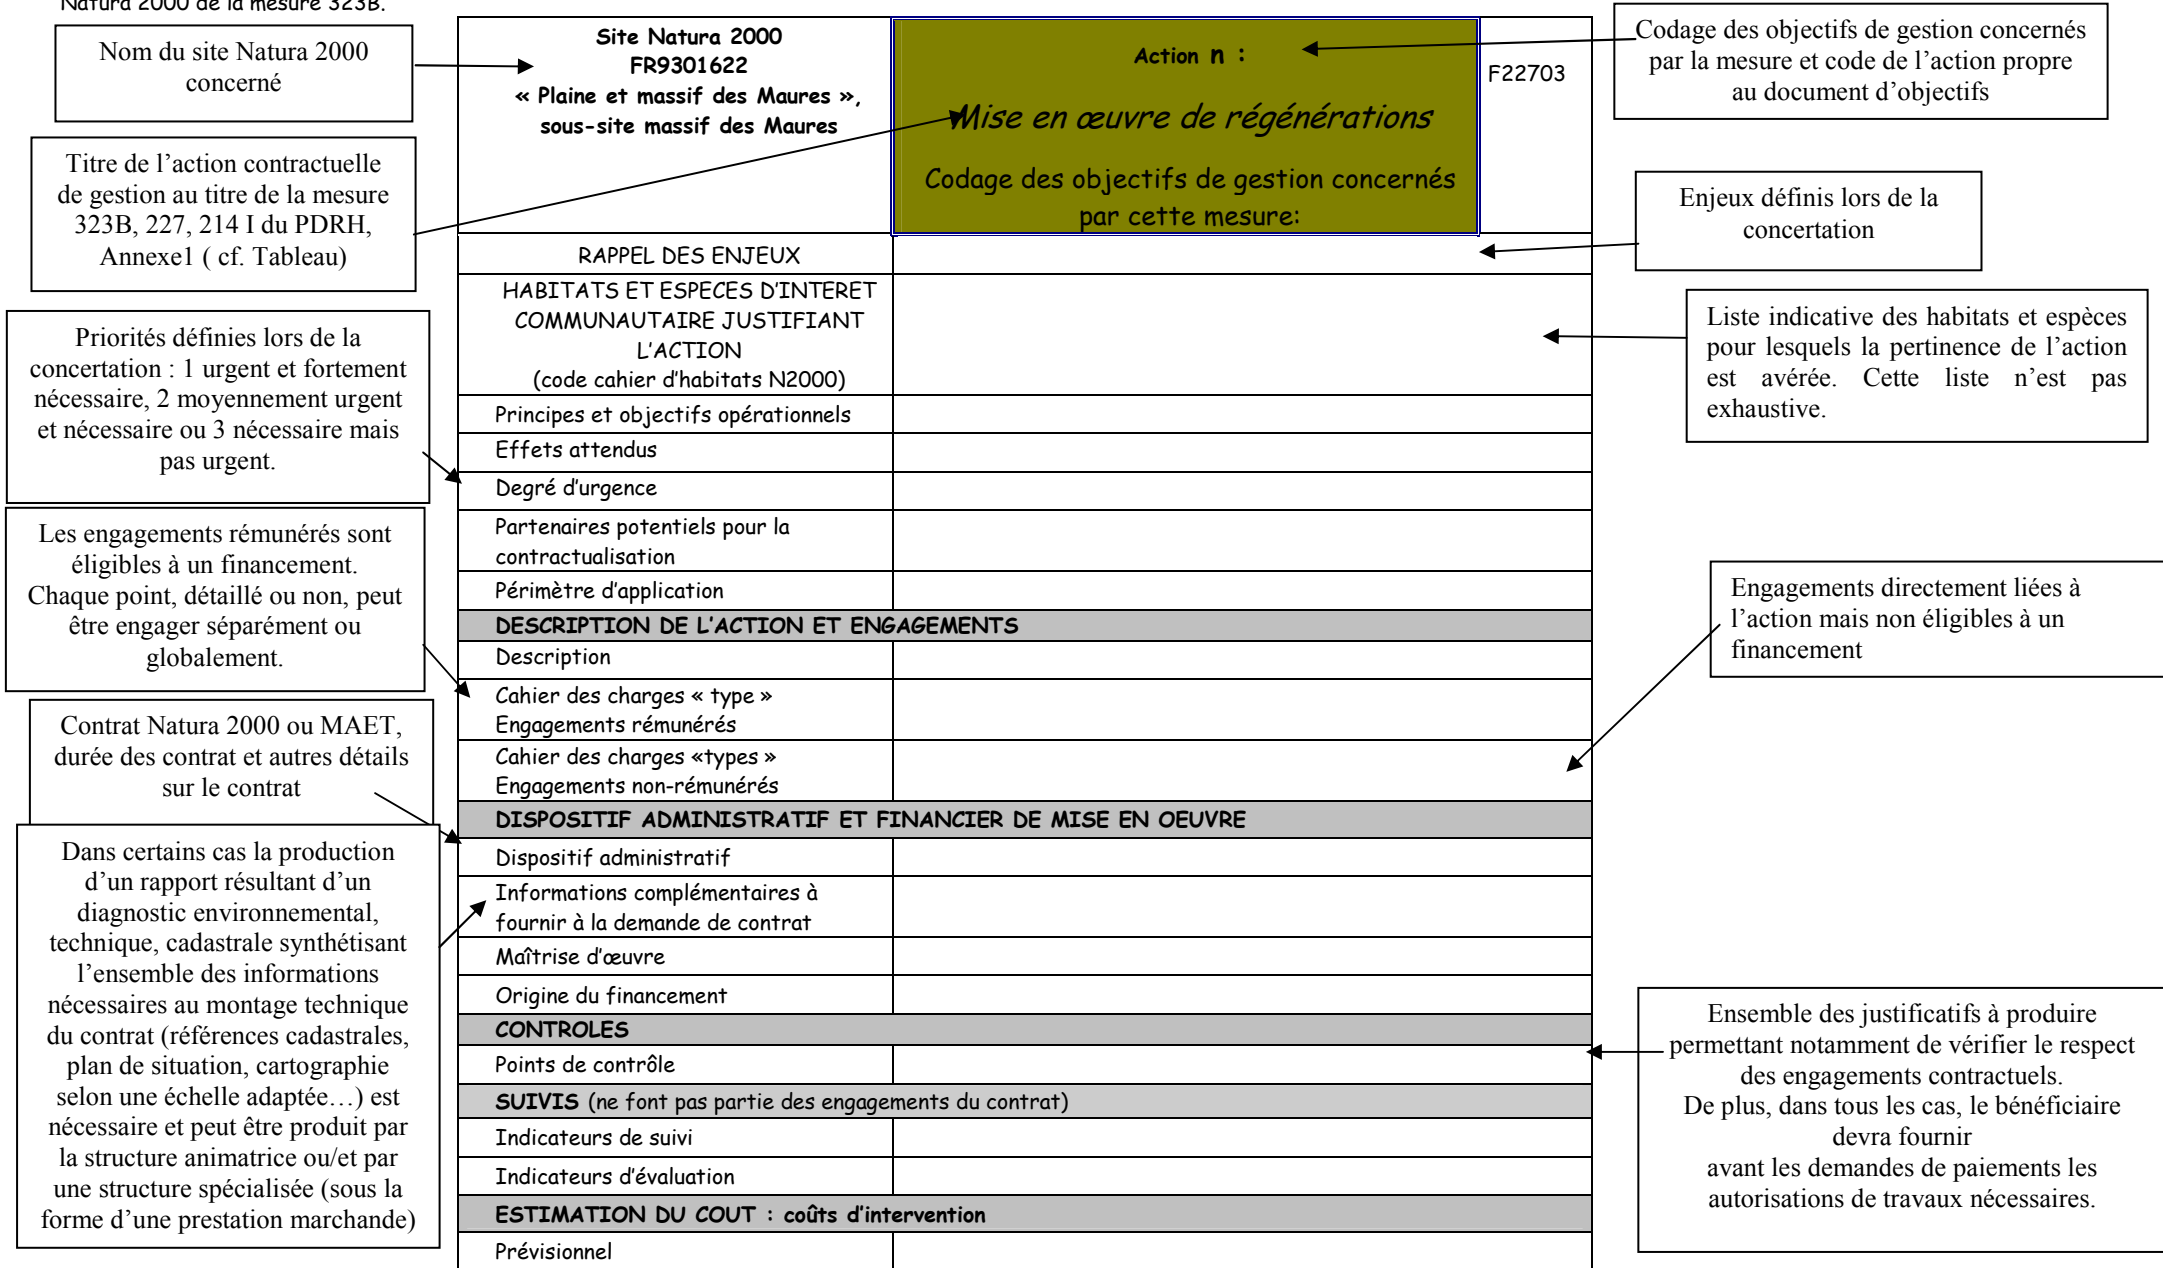 Natura 2000 de la mesure 323B.
Nom du site Natura 2000
concerné
Titre de l’action contractuelle
de gestion au titre de la mesure
323B, 227, 214 I du PDRH,
Annexe1 ( cf. Tableau)
Priorités définies lors de la
concertation : 1 urgent et fortement
nécessaire, 2 moyennement urgent
et nécessaire ou 3 nécessaire mais
pas urgent.
Les engagements rémunérés sont
éligibles à un financement.
Chaque point, détaillé ou non, peut
être engager séparément ou
globalement.
Contrat Natura 2000 ou MAET,
durée des contrat et autres détails
sur le contrat
Dans certains cas la production
d’un rapport résultant d’un
diagnostic environnemental,
technique, cadastrale synthétisant
l’ensemble des informations
nécessaires au montage technique
du contrat (références cadastrales,
plan de situation, cartographie
selon une échelle adaptée…) est
nécessaire et peut être produit par
la structure animatrice ou/et par
une structure spécialisée (sous la
forme d’une prestation marchande)
Site Natura 2000
FR9301622
« Plaine et massif des Maures »,
sous-site massif des Maures
Action n :
Mise en œuvre de régénérations
Codage des objectifs de gestion concernés
par cette mesure:
F22703
RAPPEL DES ENJEUX
HABITATS ET ESPECES D’INTERET
COMMUNAUTAIRE JUSTIFIANT
L’ACTION
(code cahier d’habitats N2000)
Principes et objectifs opérationnels
Effets attendus
Degré d’urgence
Partenaires potentiels pour la
contractualisation
Périmètre d’application
DESCRIPTION DE L’ACTION ET ENGAGEMENTS
Description
Cahier des charges « type »
Engagements rémunérés
Cahier des charges «types »
Engagements non-rémunérés
DISPOSITIF ADMINISTRATIF ET FINANCIER DE MISE EN OEUVRE
Dispositif administratif
Informations complémentaires à
fournir à la demande de contrat
Maîtrise d’œuvre
Origine du financement
CONTROLES
Points de contrôle
SUIVIS (ne font pas partie des engagements du contrat)
Indicateurs de suivi
Indicateurs d’évaluation
ESTIMATION DU COUT : coûts d’intervention
Prévisionnel
Codage des objectifs de gestion concernés
par la mesure et code de l’action propre
au document d’objectifs
Enjeux définis lors de la
concertation
Liste indicative des habitats et espèces
pour lesquels la pertinence de l’action
est avérée. Cette liste n’est pas
exhaustive.
Engagements directement liées à
l’action mais non éligibles à un
financement
Ensemble des justificatifs à produire
permettant notamment de vérifier le respect
des engagements contractuels.
De plus, dans tous les cas, le bénéficiaire
devra fournir
avant les demandes de paiements les
autorisations de travaux nécessaires.